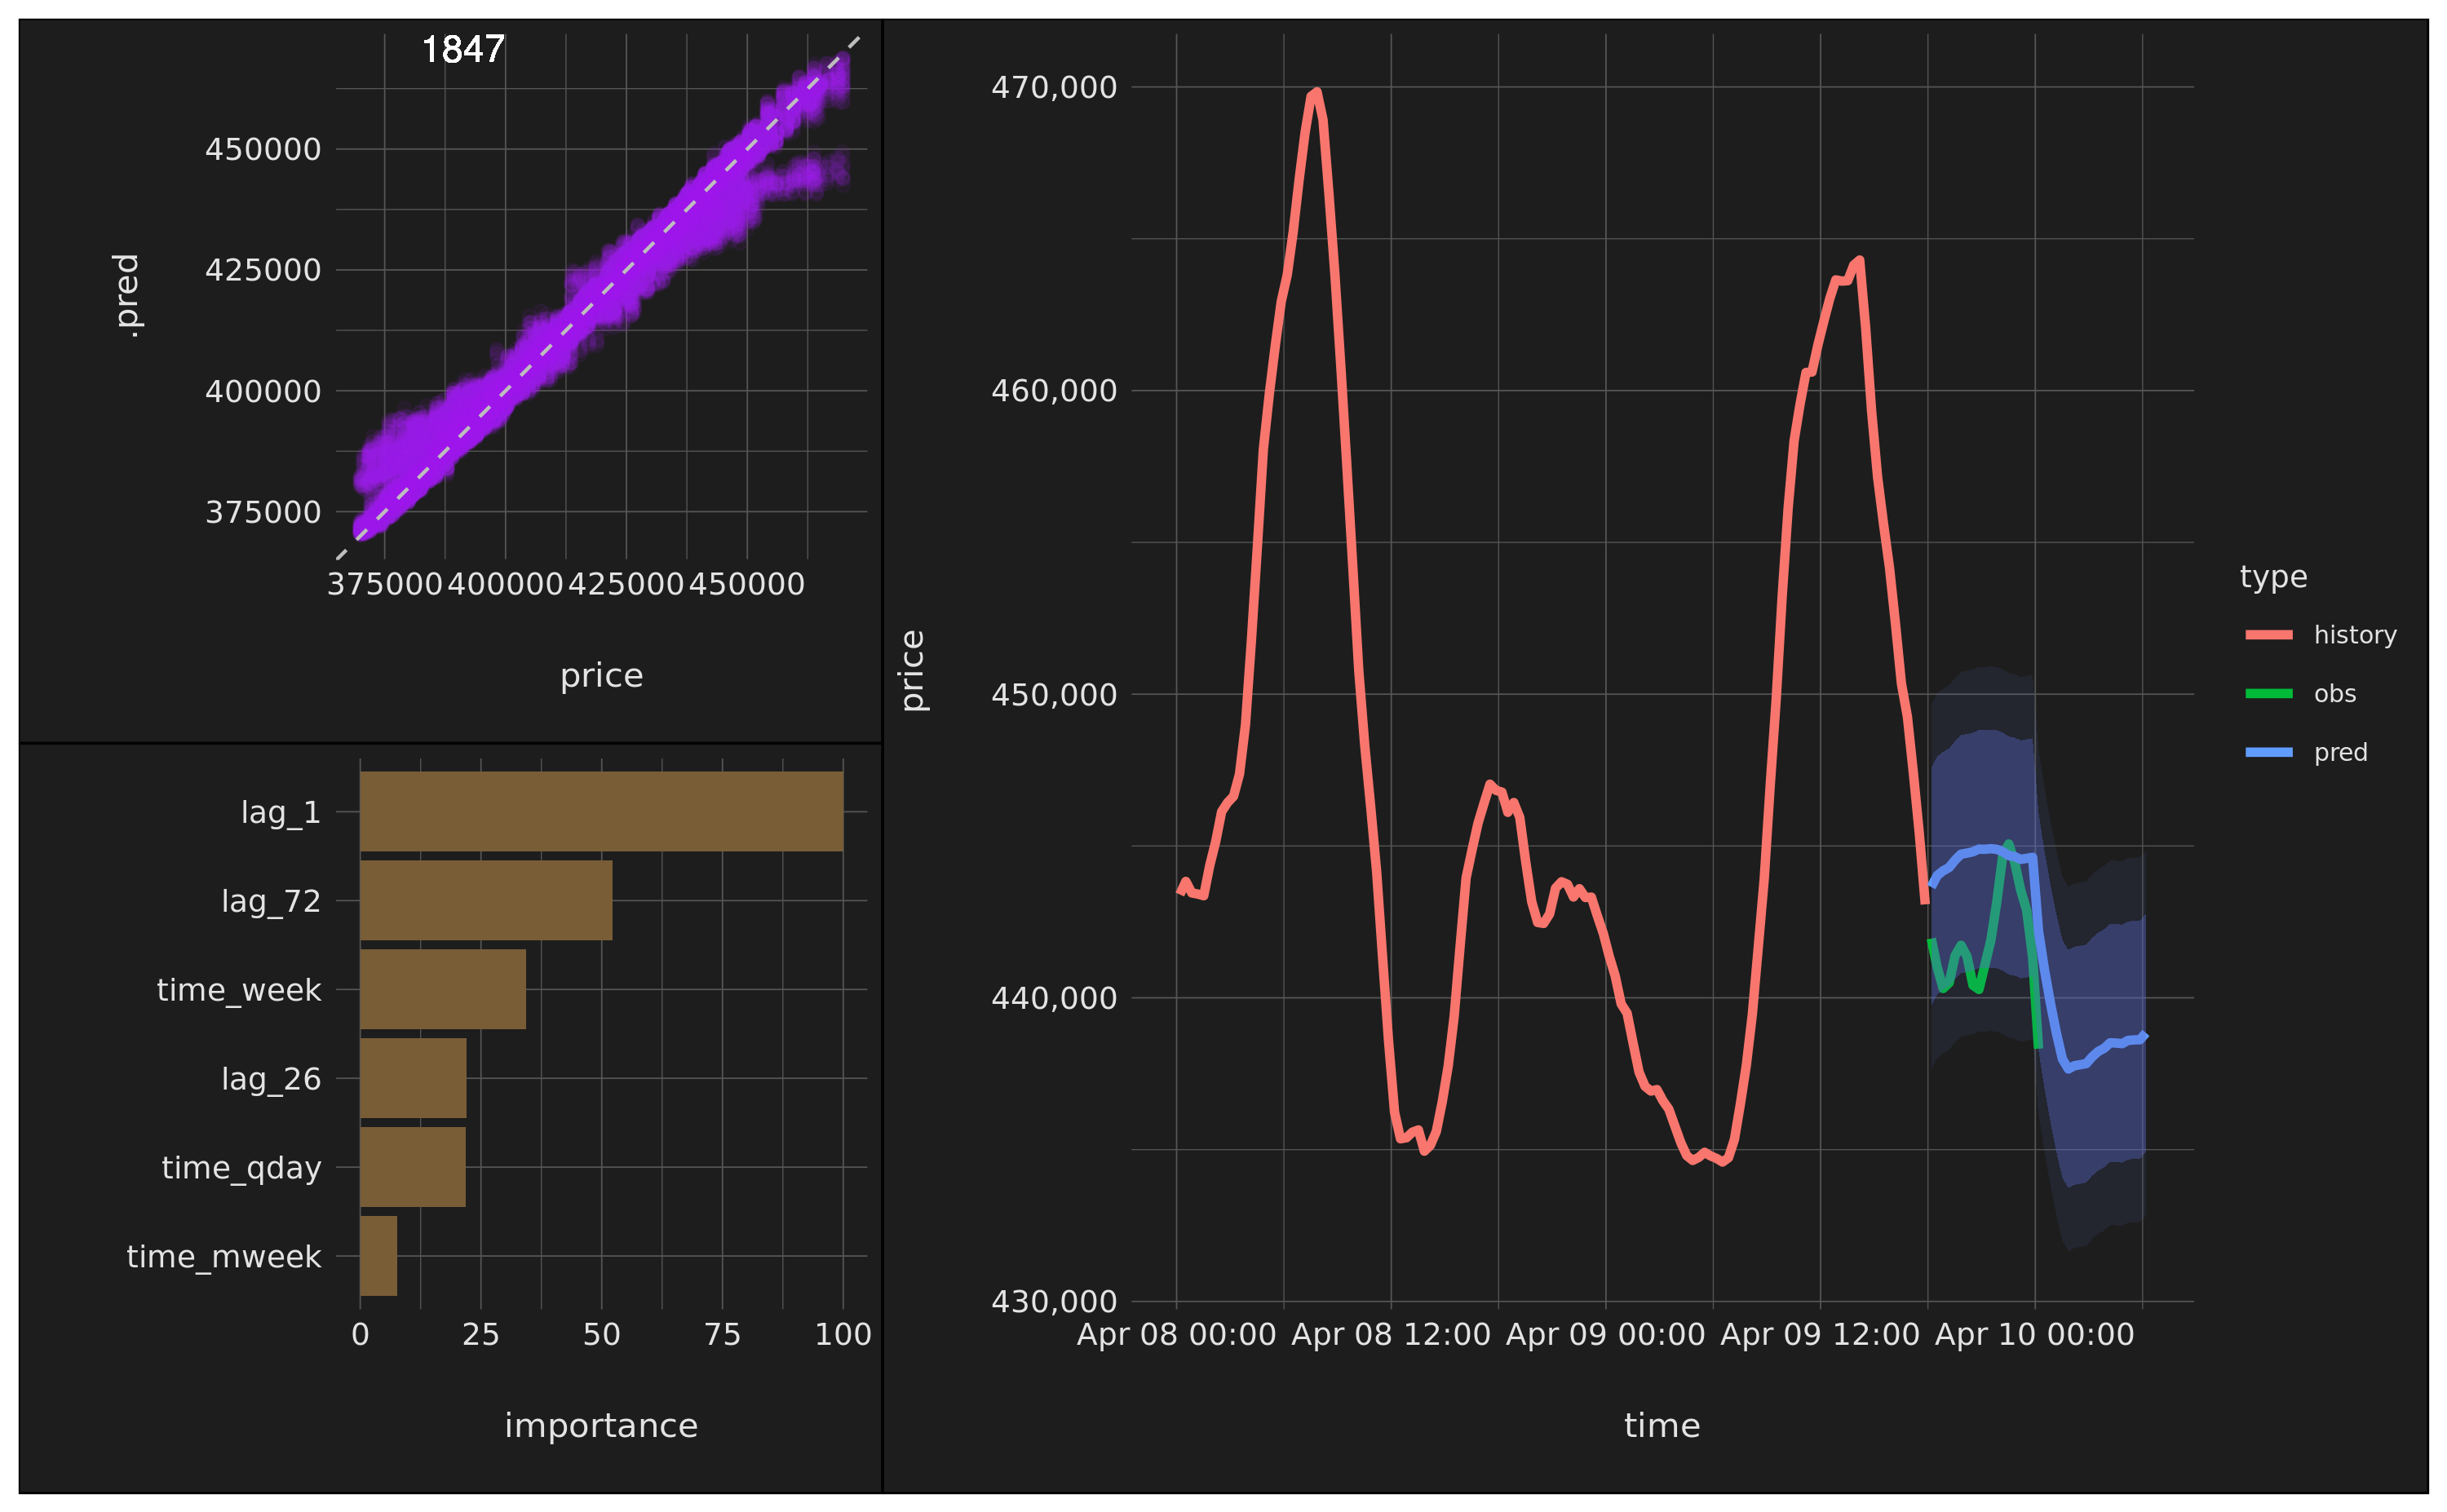 1847
450000
425000
400000
375000
.pred
375000 400000 425000 450000
price
lag_1
lag_72
time_week
lag_26
time_qday
time_mweek
0 25 50 75 100
importance
470,000
460,000
450,000
440,000
430,000
price
Apr 08 00:00 Apr 08 12:00 Apr 09 00:00 Apr 09 12:00 Apr 10 00:00
time
type
history
obs
pred